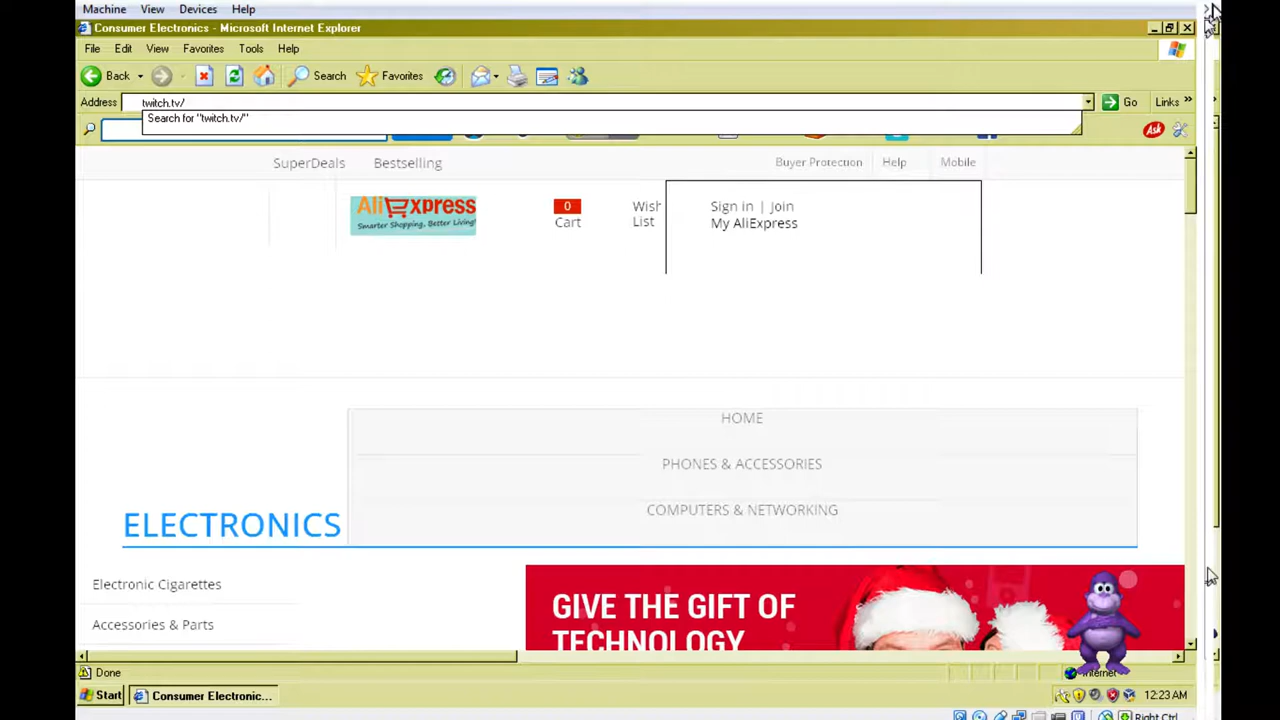 Machine View Devices Help
Consumer Electronics - Microsoft Internet Explorer
File Edit View Favorites Tools Help
Back Search Favorites
Address twitch.tv/ Go Links »
Search for "twitch.tv/"
Ask
SuperDeals Bestselling Buyer Protection Help Mobile
AliExpress
Smarter Shopping, Better Living!
0
Cart
Wish
List
Sign in | Join
My AliExpress
HOME
PHONES & ACCESSORIES
COMPUTERS & NETWORKING
ELECTRONICS
Electronic Cigarettes
Accessories & Parts
GIVE THE GIFT OF
TECHNOLOGY
Done Internet
Start Consumer Electronic... 12:23 AM
Right Ctrl